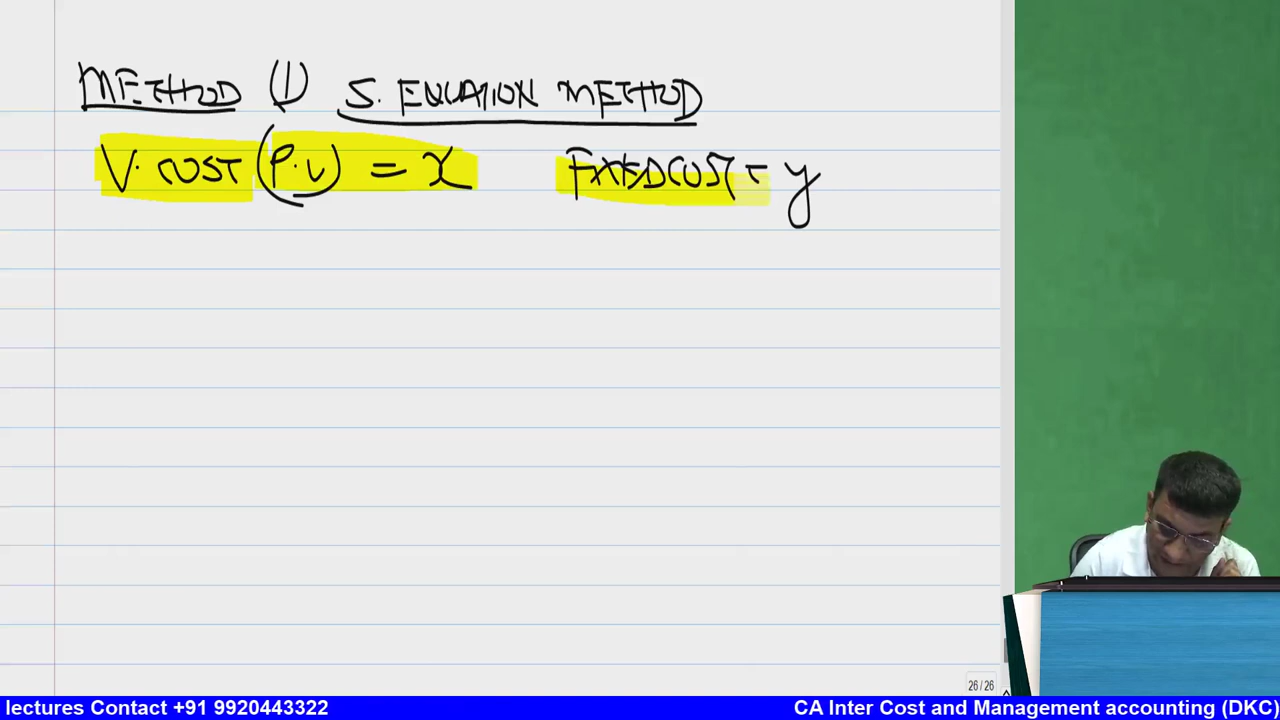 METHOD (1) S. EQUATION METHOD
V. COST (P.U) = x FIXED COST = y
26 / 26
lectures Contact +91 9920443322 CA Inter Cost and Management accounting (DKC)